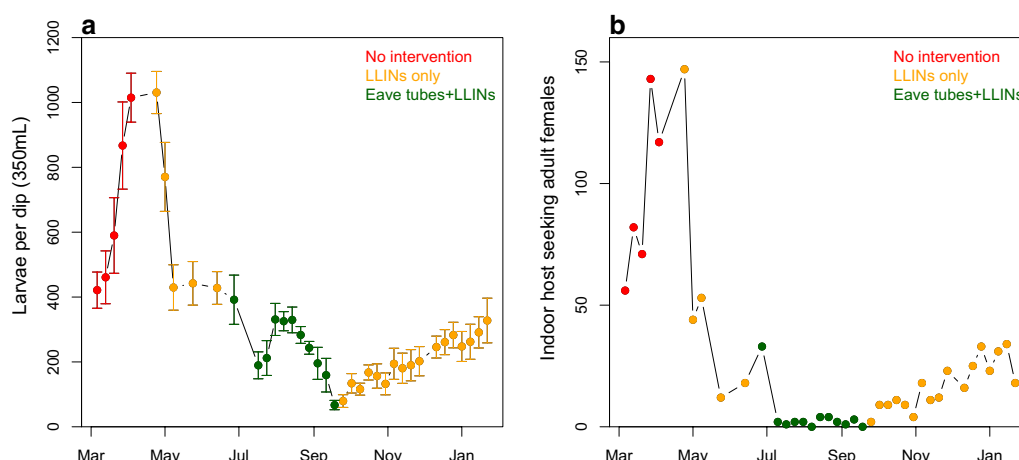 a
No intervention
LLINs only
Eave tubes+LLINs
Larvae per dip (350mL)
1200
1000
800
600
400
200
0
Mar May Jul Sep Nov Jan
b
No intervention
LLINs only
Eave tubes+LLINs
Indoor host seeking adult females
150
100
50
0
Mar May Jul Sep Nov Jan